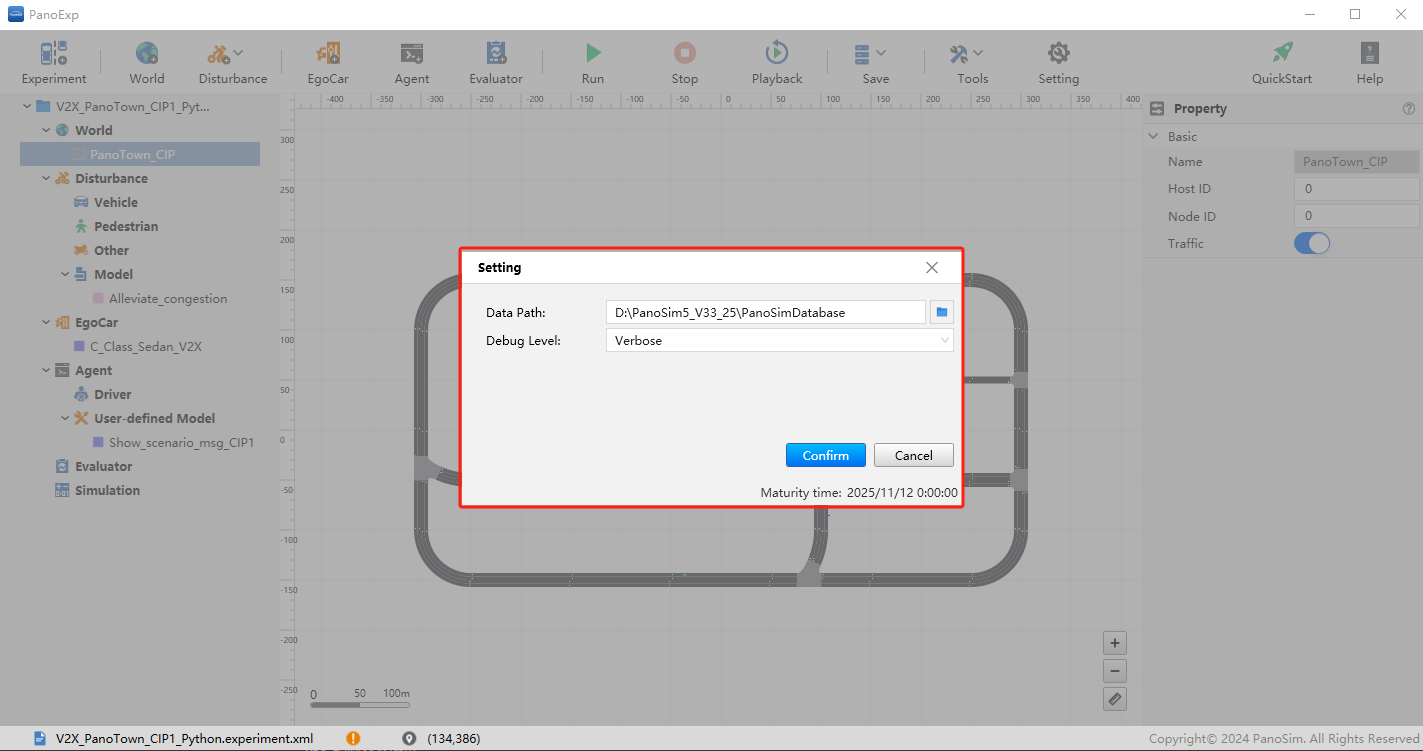 PanoExp
Experiment World Disturbance EgoCar Agent Evaluator Run Stop Playback Save Tools Setting QuickStart Help
V2X_PanoTown_CIP1_Pyt...
World
PanoTown_CIP
Disturbance
Vehicle
Pedestrian
Other
Model
Alleviate_congestion
EgoCar
C_Class_Sedan_V2X
Agent
Driver
User-defined Model
Show_scenario_msg_CIP1
Evaluator
Simulation
-400 -350 -300 -250 -200 -150 -100 -50 0 50 100 150 200 250 300 350 400
300
250
200
150
100
50
0
-50
-100
-150
-200
-250
Setting
Data Path: D:\PanoSim5_V33_25\PanoSimDatabase
Debug Level: Verbose
Confirm Cancel
Maturity time: 2025/11/12 0:00:00
0 50 100m
+
−
Property
Basic
Name PanoTown_CIP
Host ID 0
Node ID 0
Traffic
V2X_PanoTown_CIP1_Python.experiment.xml (134,386) Copyright© 2024 PanoSim. All Rights Reserved